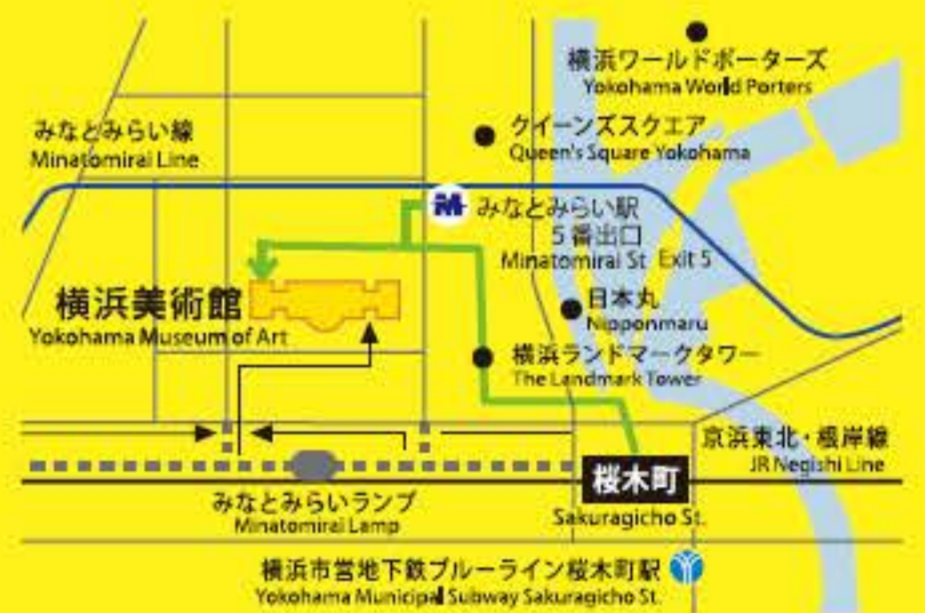 横浜ワールドポーターズ
Yokohama World Porters
みなとみらい線
Minatomirai Line
クイーンズスクエア
Queen's Square Yokohama
M
みなとみらい駅
5番出口
Minatomirai St Exit 5
横浜美術館
Yokohama Museum of Art
日本丸
Nipponmaru
横浜ランドマークタワー
The Landmark Tower
京浜東北・根岸線
JR Negishi Line
桜木町
Sakuragicho St.
みなとみらいランプ
Minatomirai Lamp
横浜市営地下鉄ブルーライン桜木町駅
Yokohama Municipal Subway Sakuragicho St.